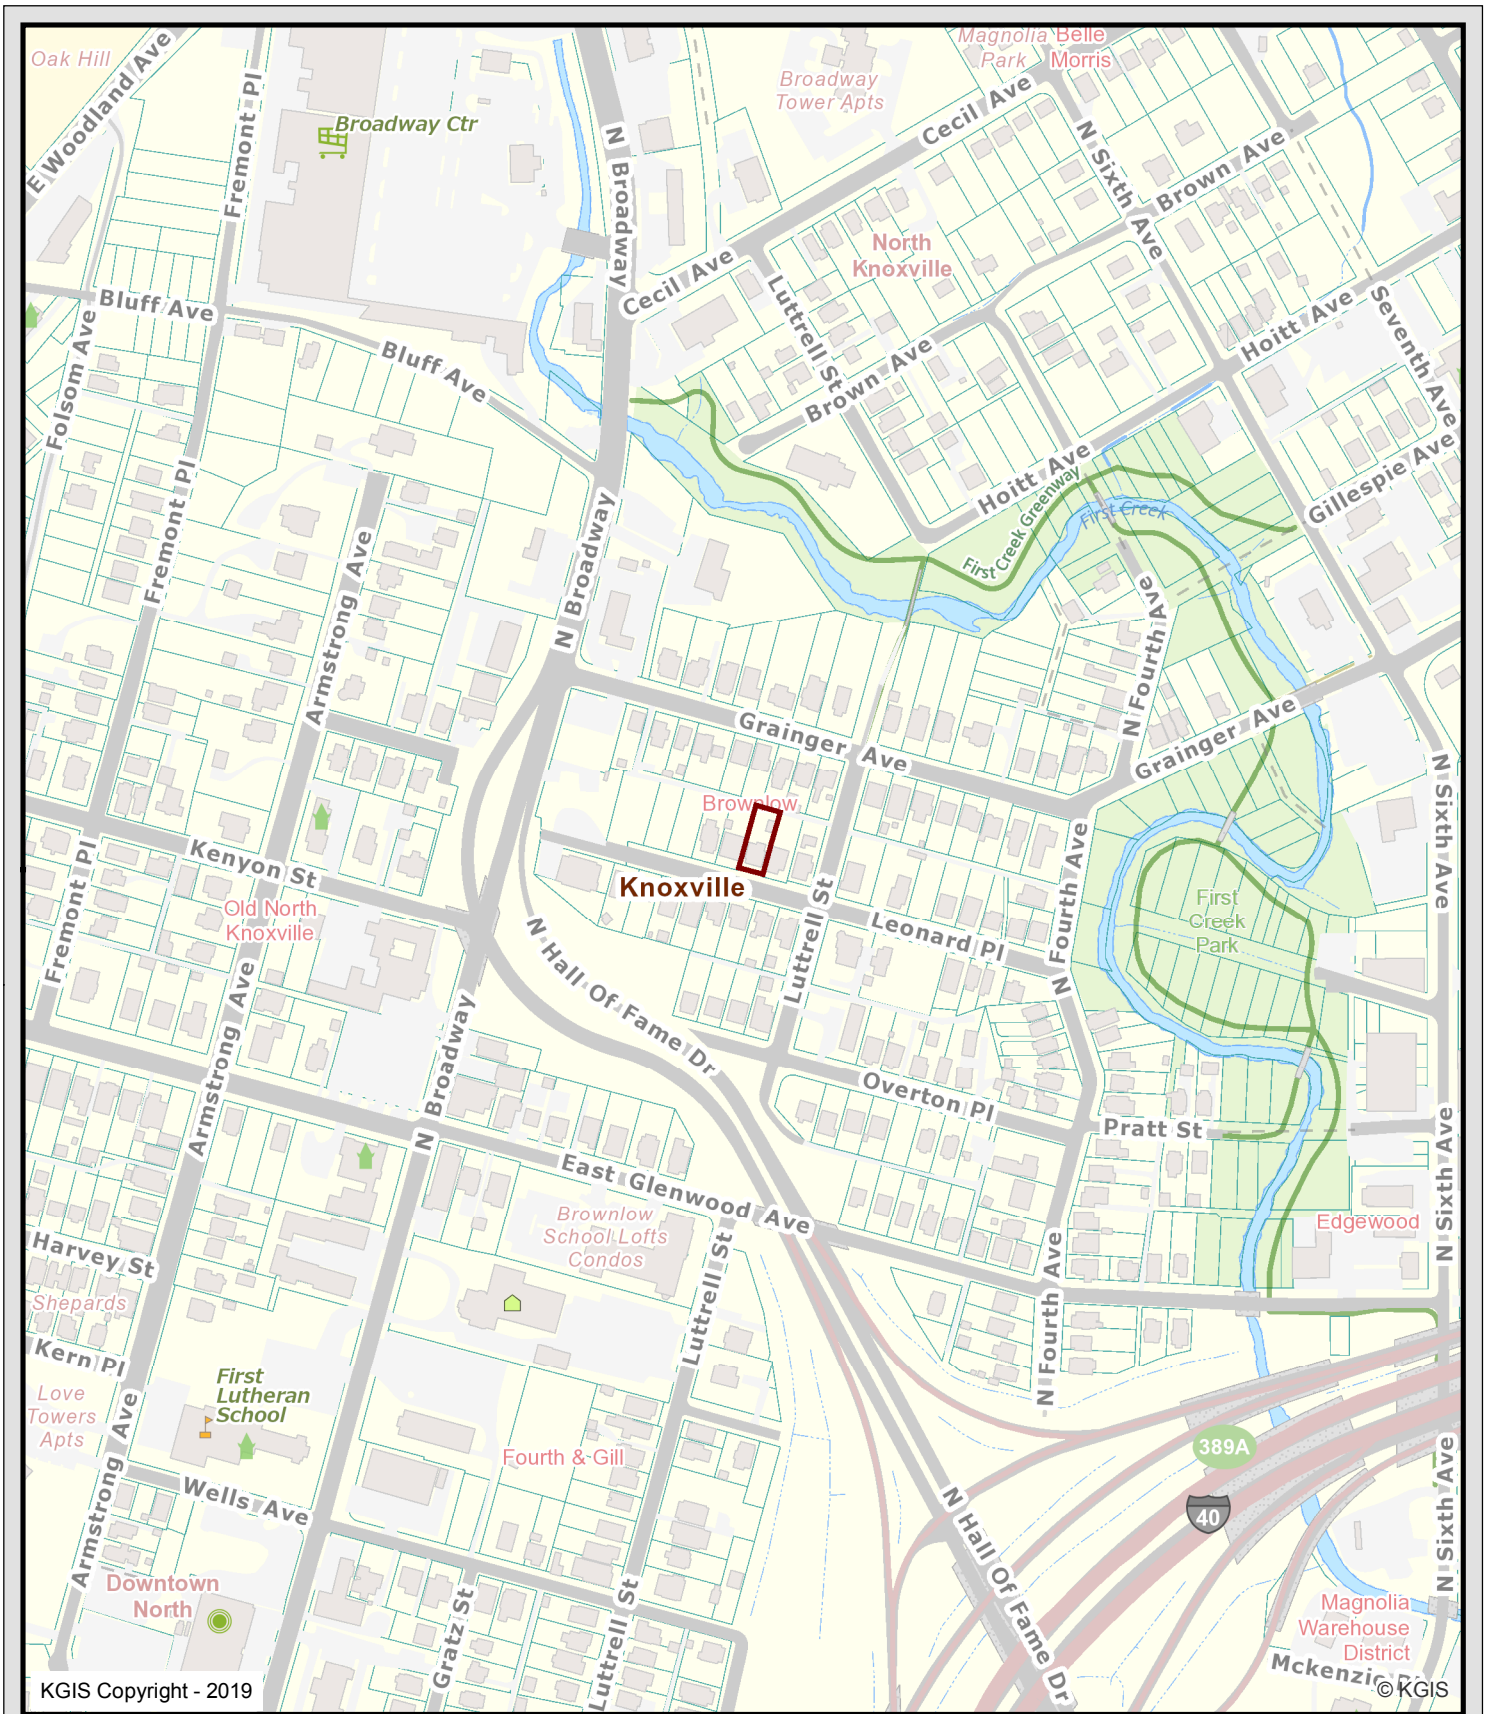 Oak Hill
E Woodland Ave
Fremont Pl
Broadway Ctr
N Broadway
Broadway
Tower Apts
Magnolia
Park
Belle
Morris
Cecil Ave
N Sixth Ave
Brown Ave
Bluff Ave
Folsom Ave
Bluff Ave
Cecil Ave
North
Knoxville
Luttrell St
Brown Ave
Hoitt Ave
Seventh Ave
Fremont Pl
Armstrong Ave
N Broadway
Hoitt Ave
First Creek Greenway
First Creek
Gillespie Ave
N Fourth Ave
Grainger Ave
Grainger Ave
N Sixth Ave
Brownlow
Knoxville
Kenyon St
Fremont Pl
Old North
Knoxville
Luttrell St
Leonard Pl
N Fourth Ave
First
Creek
Park
N Hall Of Fame Dr
Armstrong Ave
N Broadway
Overton Pl
Pratt St
N Sixth Ave
East Glenwood Ave
Brownlow
School Lofts
Condos
Luttrell St
Edgewood
Harvey St
Shepards
Kern Pl
N Fourth Ave
Love
Towers
Apts
First
Lutheran
School
Armstrong Ave
Fourth & Gill
389A
40
N Sixth Ave
Wells Ave
N Hall Of Fame Dr
Downtown
North
Gratz St
Luttrell St
Magnolia
Warehouse
District
KGIS Copyright - 2019
© KGIS